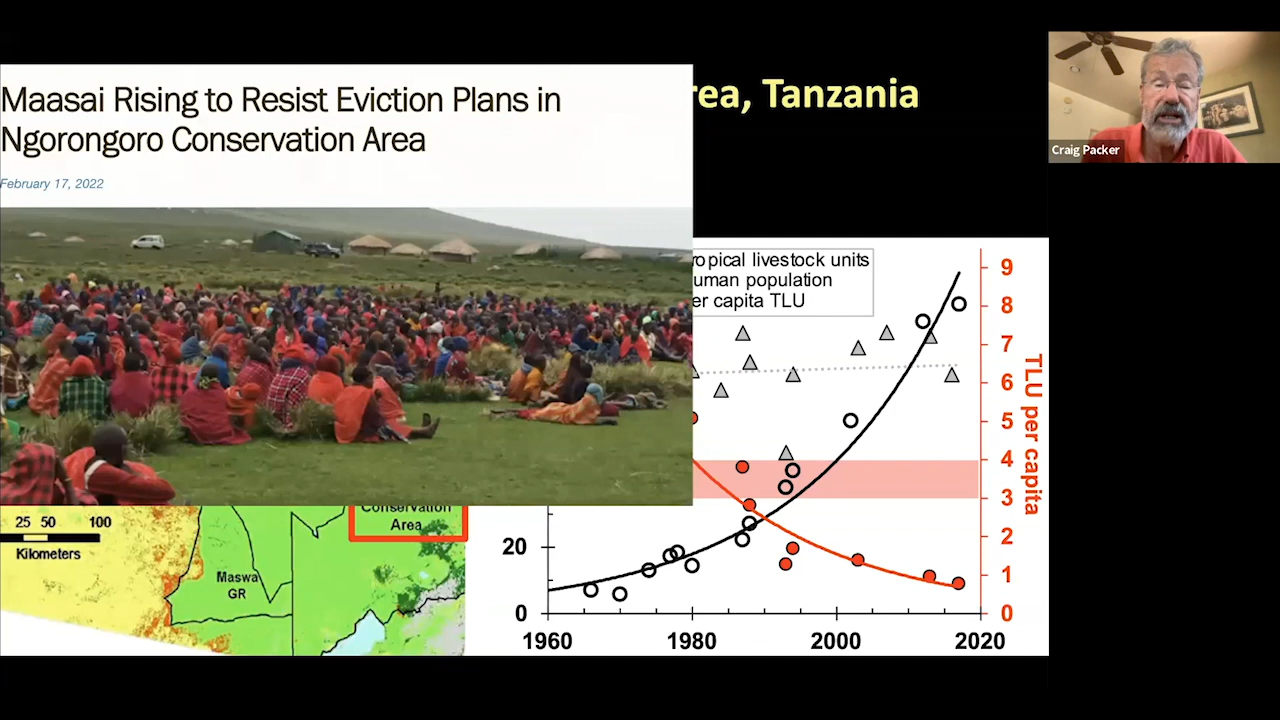 Maasai Rising to Resist Eviction Plans in
Ngorongoro Conservation Area
February 17, 2022
rea, Tanzania
Craig Packer
ropical livestock units
uman population
er capita TLU
9
8
7
6
5
4
3
2
1
0
TLU per capita
20
0
1960 1980 2000 2020
Conservation
Area
25 50 100
Kilometers
Maswa
GR